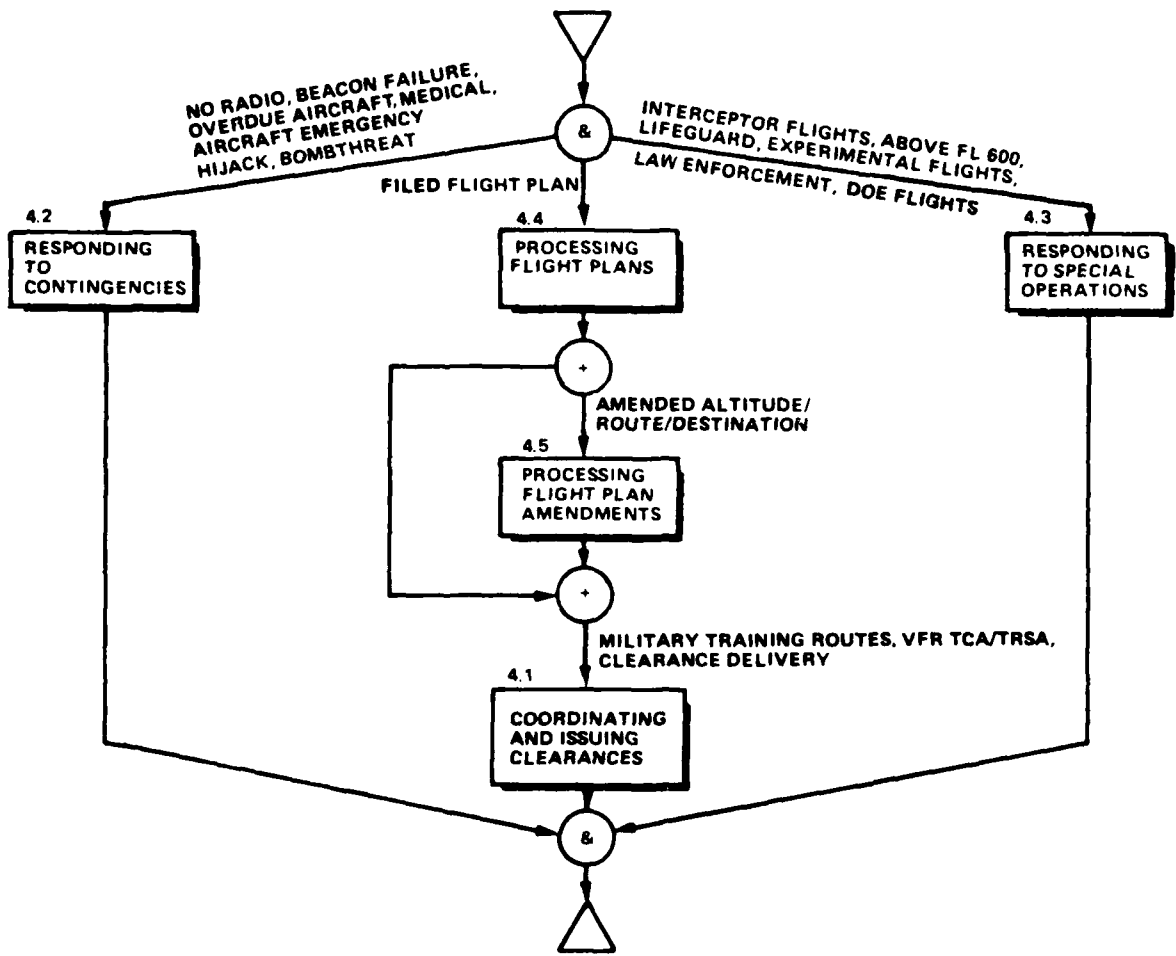 &
NO RADIO, BEACON FAILURE,
OVERDUE AIRCRAFT, MEDICAL,
AIRCRAFT EMERGENCY
HIJACK, BOMBTHREAT
FILED FLIGHT PLAN
INTERCEPTOR FLIGHTS, ABOVE FL 600,
LIFEGUARD, EXPERIMENTAL FLIGHTS,
LAW ENFORCEMENT, DOE FLIGHTS
4.2
RESPONDING
TO
CONTINGENCIES
4.4
PROCESSING
FLIGHT PLANS
4.3
RESPONDING
TO SPECIAL
OPERATIONS
+
AMENDED ALTITUDE/
ROUTE/DESTINATION
4.5
PROCESSING
FLIGHT PLAN
AMENDMENTS
+
MILITARY TRAINING ROUTES, VFR TCA/TRSA,
CLEARANCE DELIVERY
4.1
COORDINATING
AND ISSUING
CLEARANCES
&